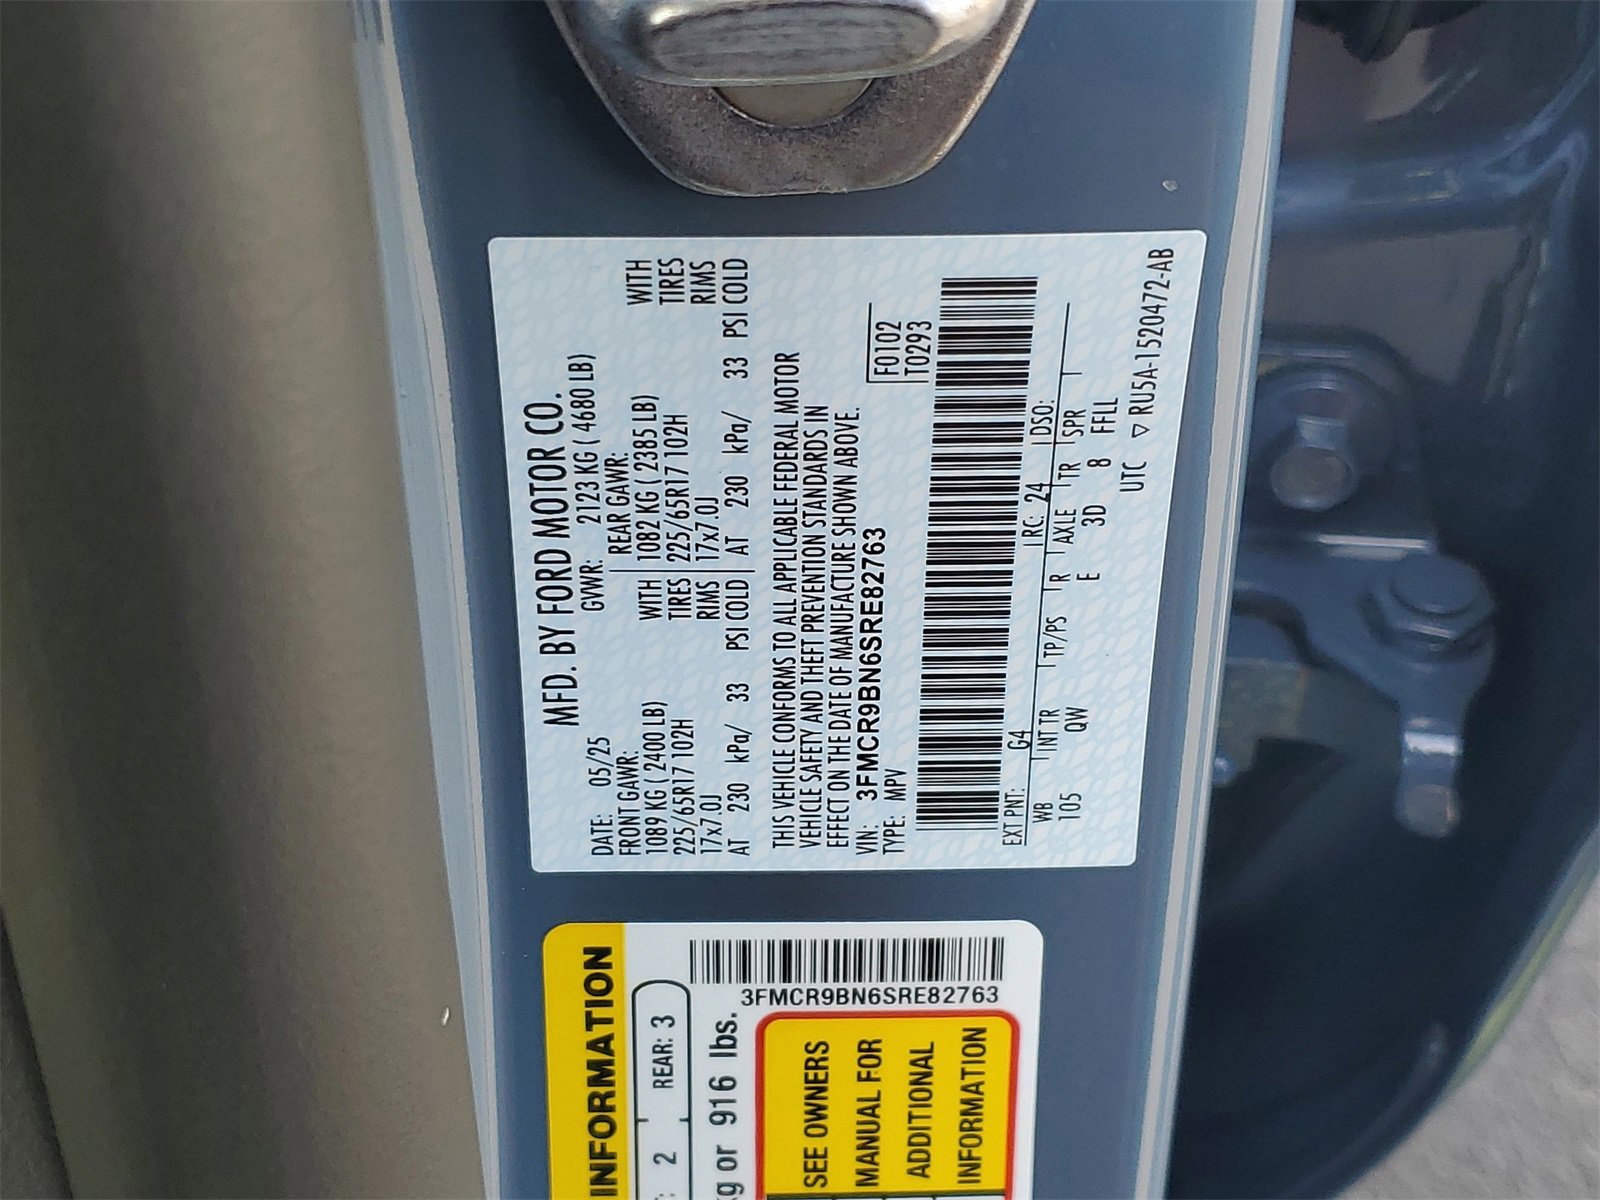 MFD. BY FORD MOTOR CO.
DATE: 05/25 GVWR: 2123 KG ( 4680 LB)
FRONT GAWR: REAR GAWR:
1089 KG ( 2400 LB) WITH 1082 KG ( 2385 LB) WITH
225/65R17 102H TIRES 225/65R17 102H TIRES
17x7.0J RIMS 17x7.0J RIMS
AT 230 kPa/ 33 PSI COLD AT 230 kPa/ 33 PSI COLD
THIS VEHICLE CONFORMS TO ALL APPLICABLE FEDERAL MOTOR
VEHICLE SAFETY AND THEFT PREVENTION STANDARDS IN
EFFECT ON THE DATE OF MANUFACTURE SHOWN ABOVE.
VIN: 3FMCR9BN6SRE82763 F0102
TYPE: MPV T0293
EXT PNT: G4 RC: 24 DSO:
WB INT TR TP/PS R AXLE TR SPR
105 QW E 3D 8 FFLL
UTC ▽ RU5A-1520472-AB
INFORMATION
2 REAR: 3
kg or 916 lbs.
3FMCR9BN6SRE82763
SEE OWNERS
MANUAL FOR
ADDITIONAL
INFORMATION